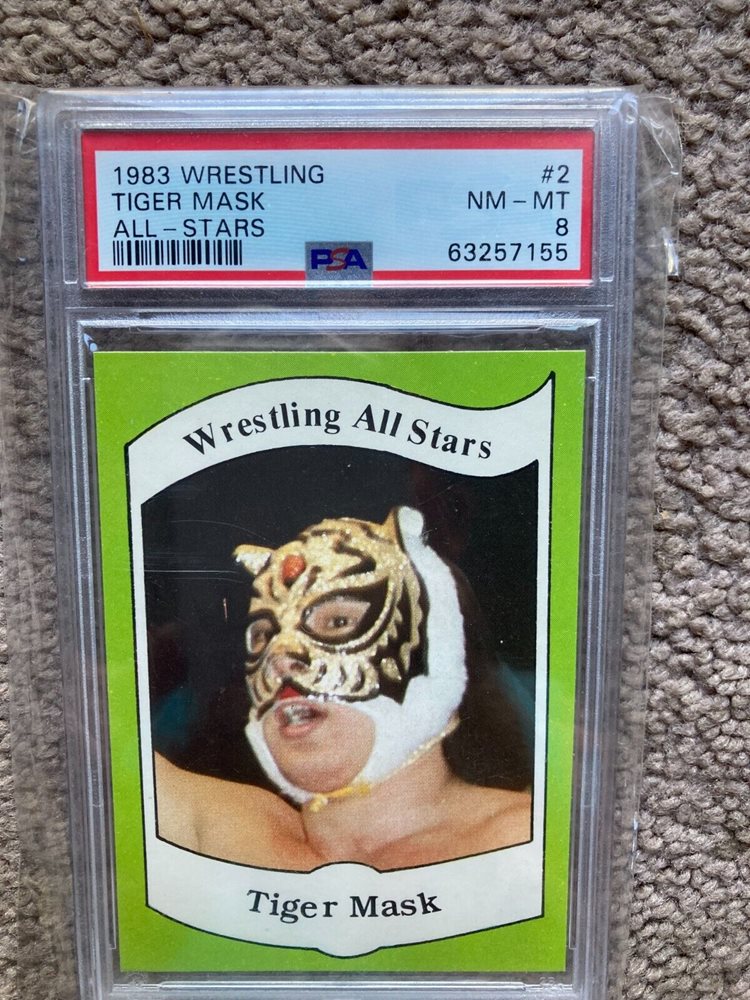 1983 WRESTLING #2
TIGER MASK NM - MT
ALL - STARS 8
PSA 63257155
Wrestling All Stars
Tiger Mask